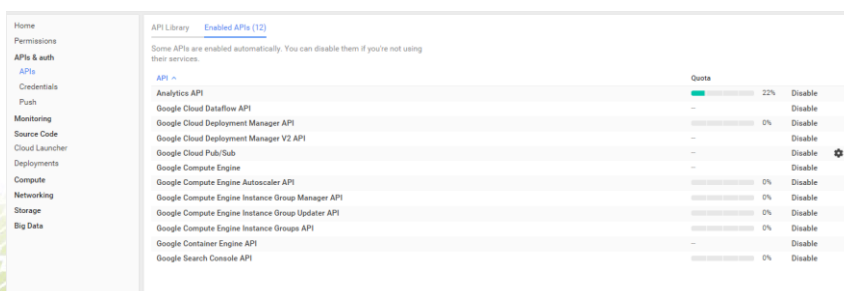 Home
Permissions
APIs & auth
APIs
Credentials
Push
Monitoring
Source Code
Cloud Launcher
Deployments
Compute
Networking
Storage
Big Data
API Library Enabled APIs (12)
Some APIs are enabled automatically. You can disable them if you're not using
their services.
API Quota
Analytics API 22% Disable
Google Cloud Dataflow API – Disable
Google Cloud Deployment Manager API 0% Disable
Google Cloud Deployment Manager V2 API – Disable
Google Cloud Pub/Sub – Disable
Google Compute Engine – Disable
Google Compute Engine Autoscaler API 0% Disable
Google Compute Engine Instance Group Manager API 0% Disable
Google Compute Engine Instance Group Updater API 0% Disable
Google Compute Engine Instance Groups API 0% Disable
Google Container Engine API – Disable
Google Search Console API 0% Disable